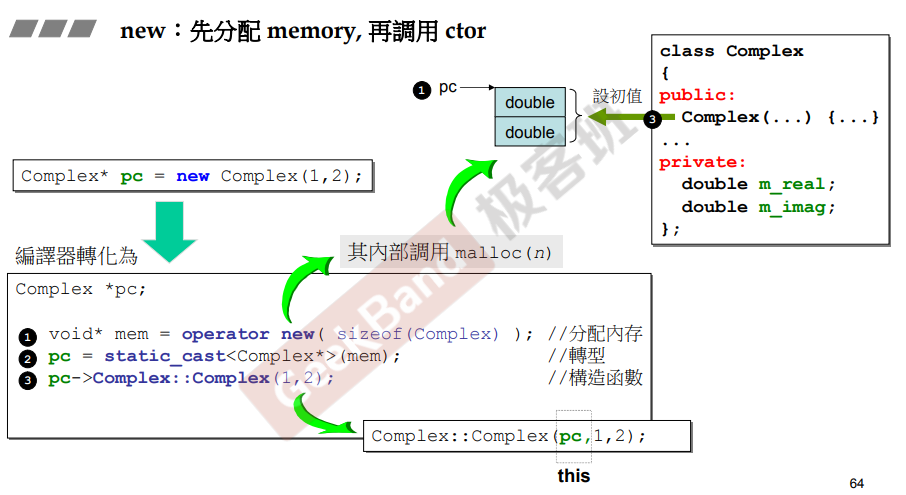 new：先分配 memory, 再調用 ctor
1 pc
double
double
設初值
3
class Complex
{
public:
Complex(...) {...}
...
private:
double m_real;
double m_imag;
};
Complex* pc = new Complex(1,2);
編譯器轉化為
其內部調用 malloc(n)
Complex *pc;
1 void* mem = operator new( sizeof(Complex) ); //分配內存
2 pc = static_cast<Complex*>(mem); //轉型
3 pc->Complex::Complex(1,2); //構造函數
Complex::Complex(pc,1,2);
this
GeekBand 极客班
64